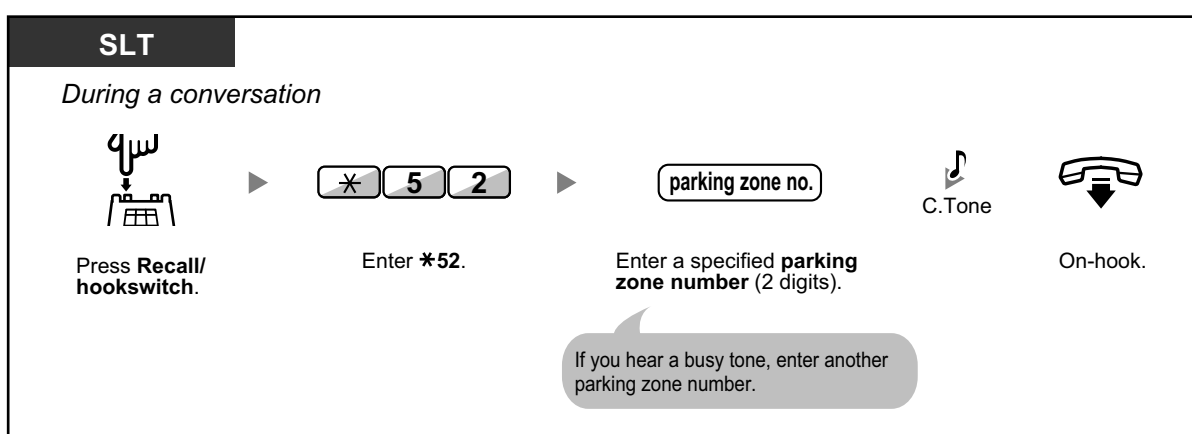 SLT
During a conversation
* 5 2
parking zone no.
C.Tone
Press Recall/
hookswitch.
Enter *52.
Enter a specified parking
zone number (2 digits).
On-hook.
If you hear a busy tone, enter another
parking zone number.